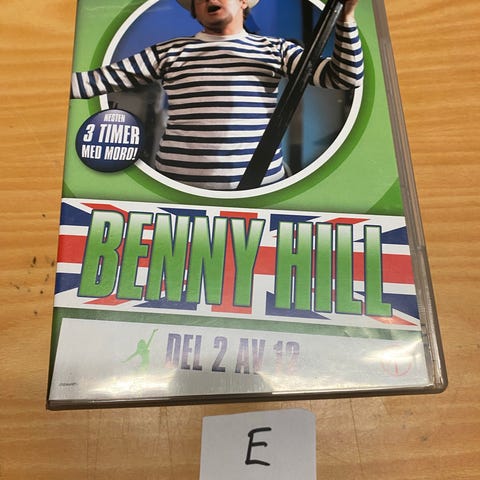 NESTEN
3 TIMER
MED MORO!
BENNY HILL
DEL 2 AV 12
E